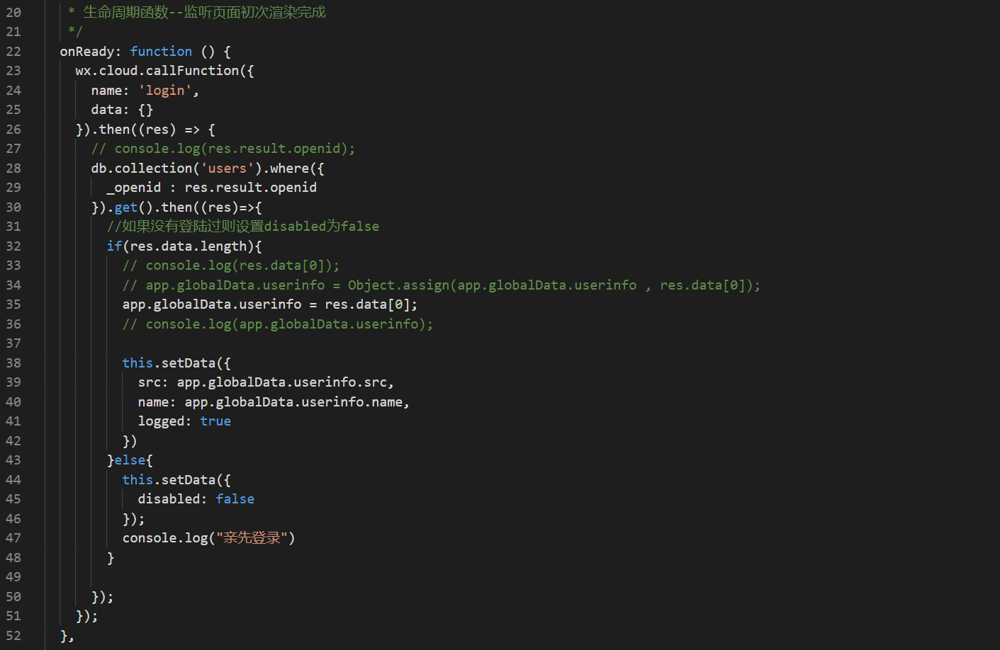 20 * 生命周期函数--监听页面初次渲染完成
21 */
22 onReady: function () {
23 wx.cloud.callFunction({
24 name: 'login',
25 data: {}
26 }).then((res) => {
27 // console.log(res.result.openid);
28 db.collection('users').where({
29 _openid : res.result.openid
30 }).get().then((res)=>{
31 //如果没有登陆过则设置disabled为false
32 if(res.data.length){
33 // console.log(res.data[0]);
34 // app.globalData.userinfo = Object.assign(app.globalData.userinfo , res.data[0]);
35 app.globalData.userinfo = res.data[0];
36 // console.log(app.globalData.userinfo);
37
38 this.setData({
39 src: app.globalData.userinfo.src,
40 name: app.globalData.userinfo.name,
41 logged: true
42 })
43 }else{
44 this.setData({
45 disabled: false
46 });
47 console.log("亲先登录")
48 }
49
50 });
51 });
52 },